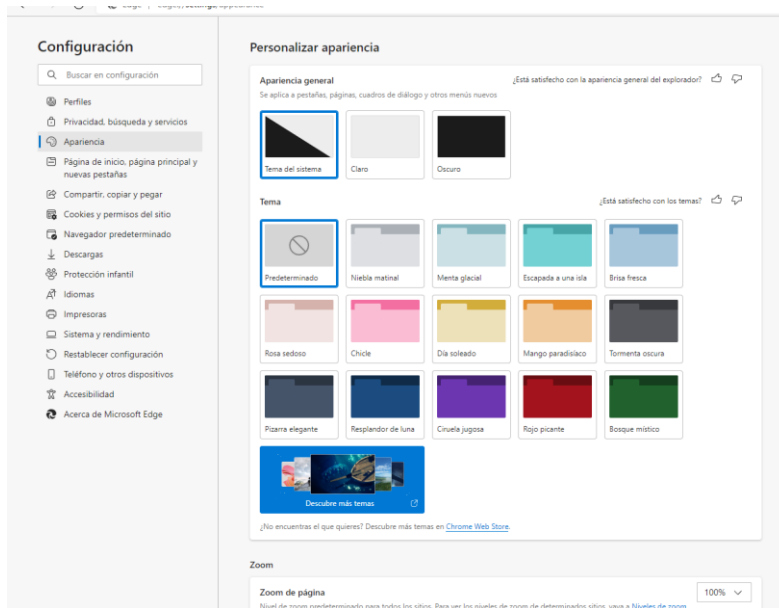 Configuración
Buscar en configuración
Perfiles
Privacidad, búsqueda y servicios
Apariencia
Página de inicio, página principal y
nuevas pestañas
Compartir, copiar y pegar
Cookies y permisos del sitio
Navegador predeterminado
Descargas
Protección infantil
Idiomas
Impresoras
Sistema y rendimiento
Restablecer configuración
Teléfono y otros dispositivos
Accesibilidad
Acerca de Microsoft Edge
Personalizar apariencia
Apariencia general
¿Está satisfecho con la apariencia general del explorador?
Se aplica a pestañas, páginas, cuadros de diálogo y otros menús nuevos
Tema del sistema
Claro
Oscuro
Tema
¿Está satisfecho con los temas?
Predeterminado
Niebla matinal
Menta glacial
Escapada a una isla
Brisa fresca
Rosa sedoso
Chicle
Día soleado
Mango paradisíaco
Tormenta oscura
Pizarra elegante
Resplandor de luna
Ciruela jugosa
Rojo picante
Bosque místico
Descubre más temas
¿No encuentras el que quieres? Descubre más temas en Chrome Web Store.
Zoom
Zoom de página
100%
Nivel de zoom predeterminado para todos los sitios. Para ver los niveles de zoom de determinados sitios, vaya a Niveles de zoom